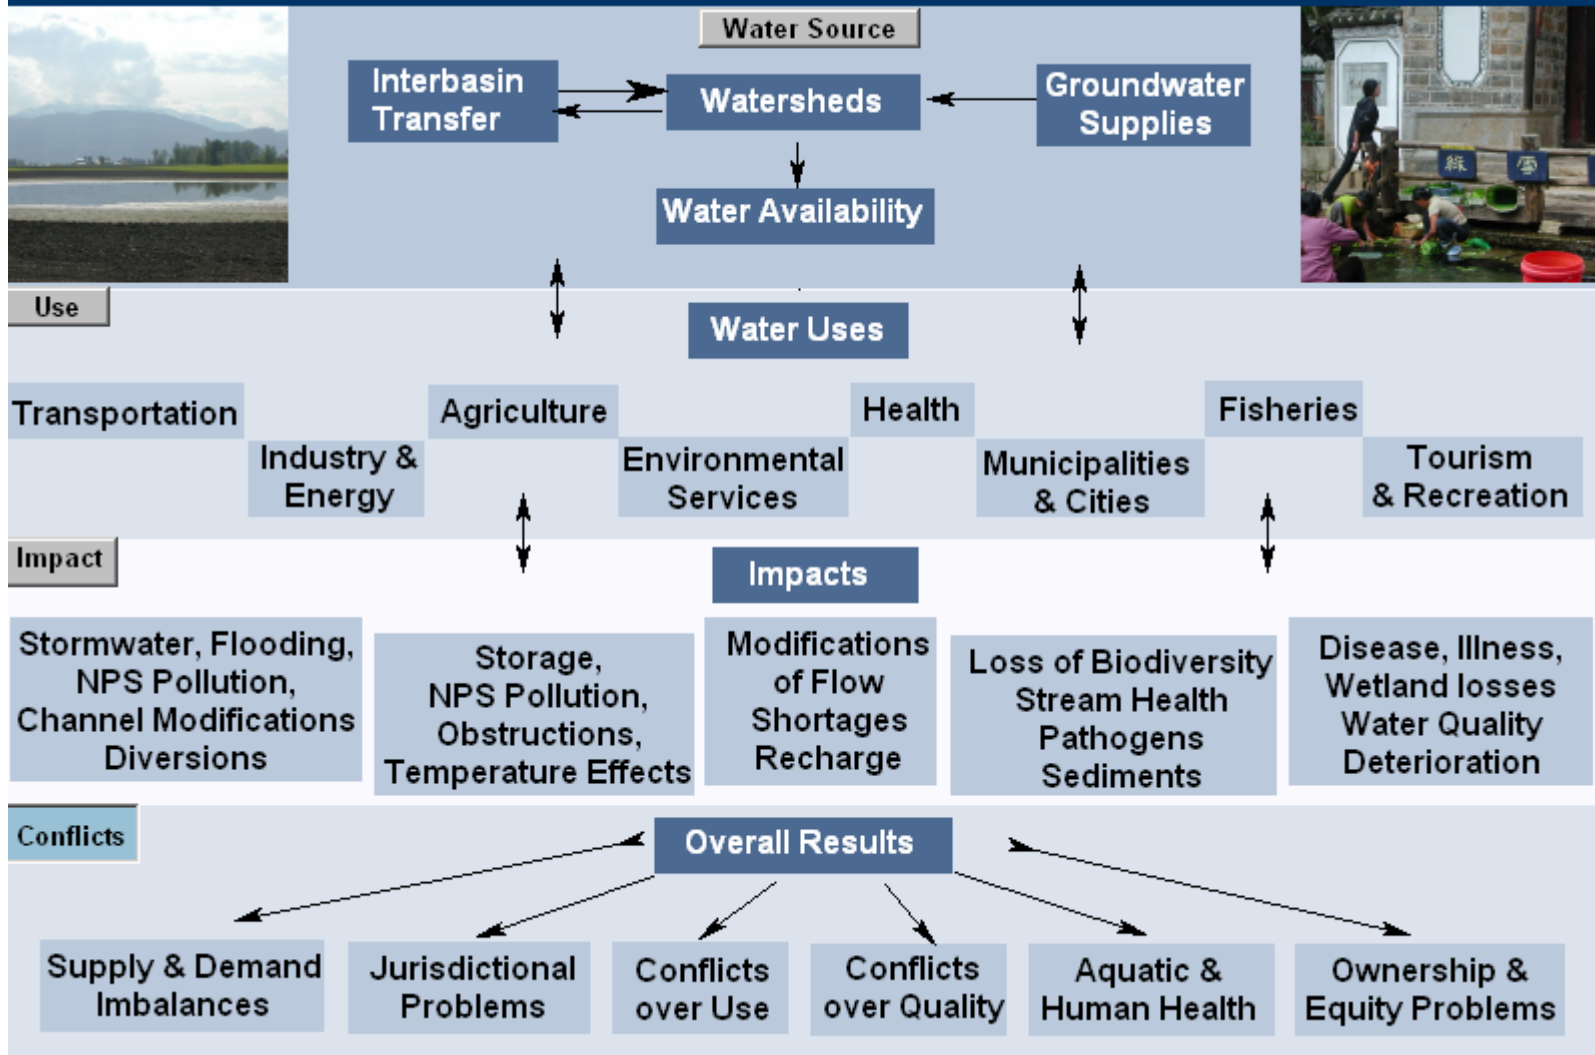 Water Source
Interbasin
Transfer
Watersheds
Groundwater
Supplies
Water Availability
綠
雪
Use
Water Uses
Transportation
Agriculture
Health
Fisheries
Industry &
Energy
Environmental
Services
Municipalities
& Cities
Tourism
& Recreation
Impact
Impacts
Stormwater, Flooding,
NPS Pollution,
Channel Modifications
Diversions
Storage,
NPS Pollution,
Obstructions,
Temperature Effects
Modifications
of Flow
Shortages
Recharge
Loss of Biodiversity
Stream Health
Pathogens
Sediments
Disease, Illness,
Wetland losses
Water Quality
Deterioration
Conflicts
Overall Results
Supply & Demand
Imbalances
Jurisdictional
Problems
Conflicts
over Use
Conflicts
over Quality
Aquatic &
Human Health
Ownership &
Equity Problems